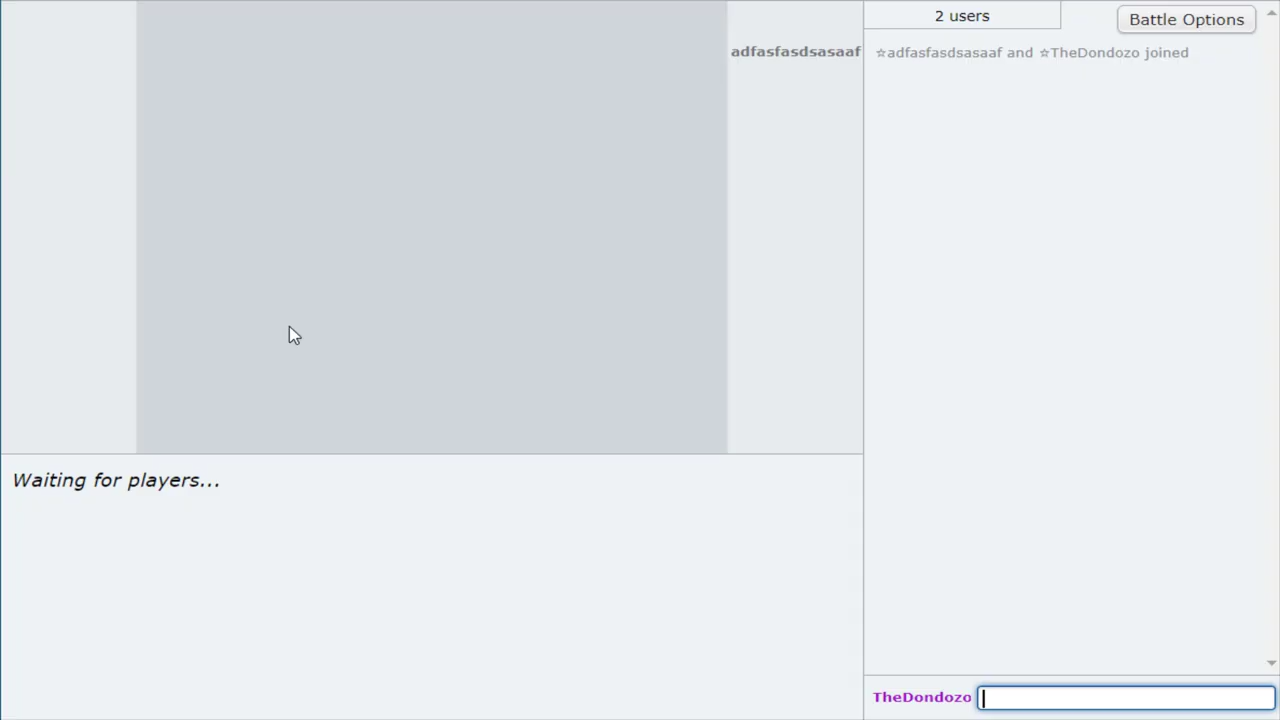 2 users
Battle Options
adfasfasdsasaaf
☆adfasfasdsasaaf and ☆TheDondozo joined
Waiting for players...
TheDondozo